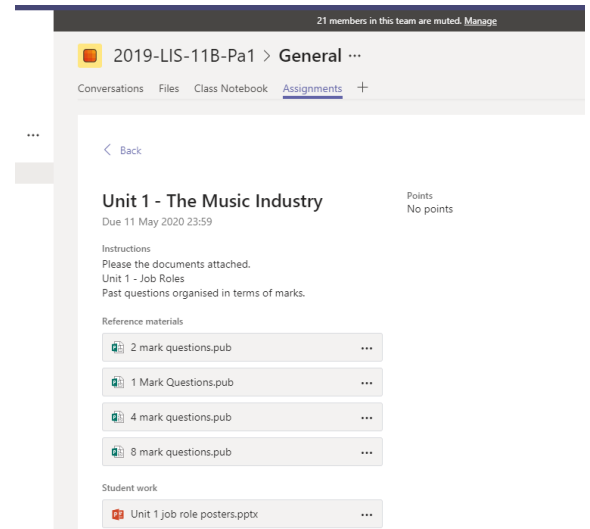 21 members in this team are muted. Manage
2019-LIS-11B-Pa1 > General ...
Conversations Files Class Notebook Assignments +
...
< Back
Unit 1 - The Music Industry
Due 11 May 2020 23:59
Points
No points
Instructions
Please the documents attached.
Unit 1 - Job Roles
Past questions organised in terms of marks.
Reference materials
2 mark questions.pub ...
1 Mark Questions.pub ...
4 mark questions.pub ...
8 mark questions.pub ...
Student work
Unit 1 job role posters.pptx ...